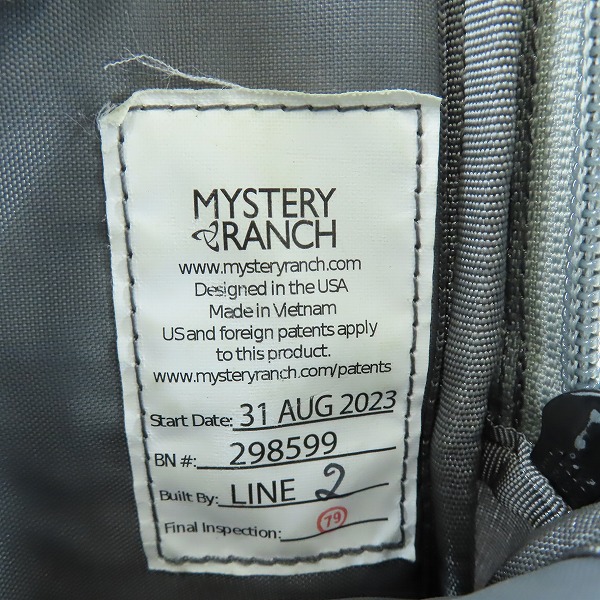 MYSTERY
RANCH
www.mysteryranch.com
Designed in the USA
Made in Vietnam
US and foreign patents apply
to this product.
www.mysteryranch.com/patents
Start Date: 31 AUG 2023
BN #: 298599
Built By: LINE 2
Final Inspection: 79